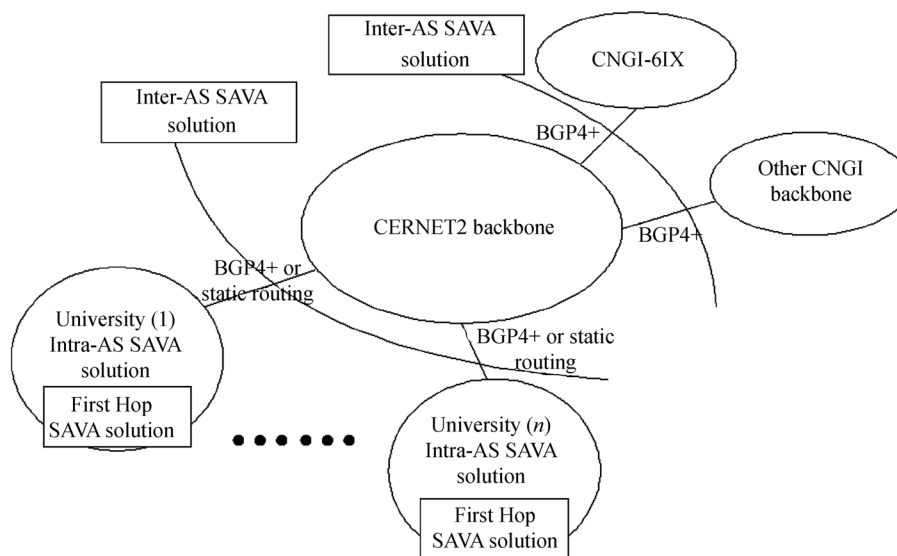 Inter-AS SAVA
solution
CNGI-6IX
Inter-AS SAVA
solution
BGP4+
Other CNGI
backbone
CERNET2 backbone
BGP4+
BGP4+ or
static routing
University (1)
Intra-AS SAVA
solution
First Hop
SAVA solution
BGP4+ or static
routing
University (n)
Intra-AS SAVA
solution
First Hop
SAVA solution